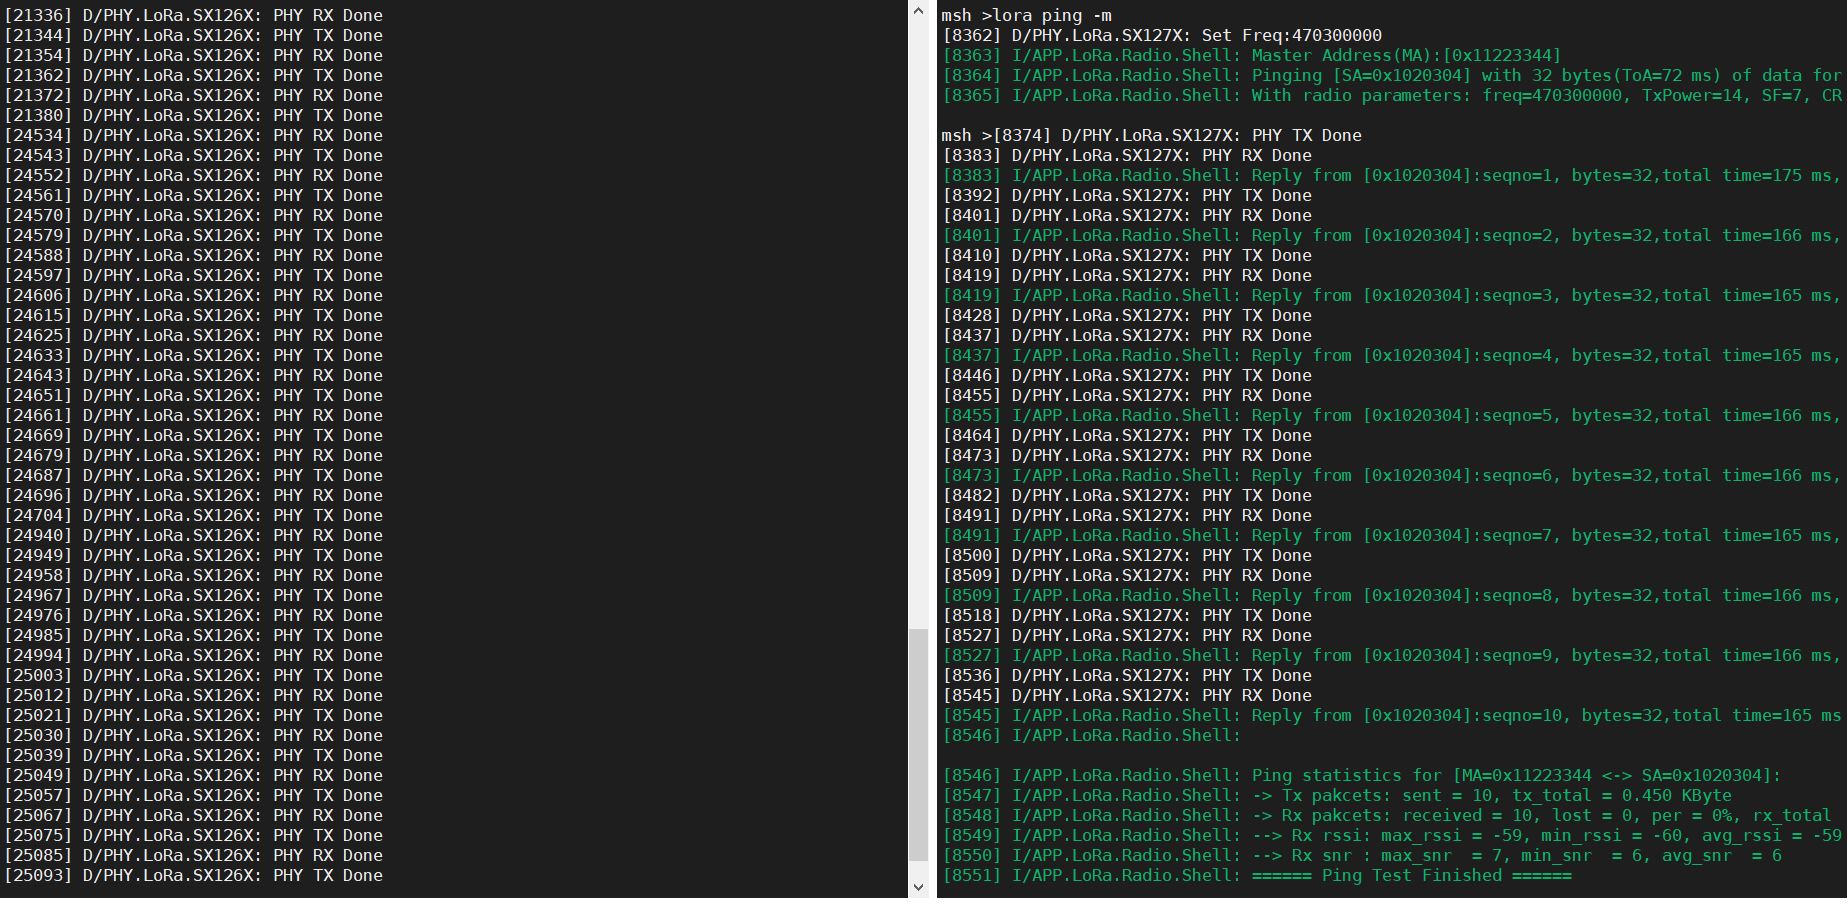 [21336] D/PHY.LoRa.SX126X: PHY RX Done
[21344] D/PHY.LoRa.SX126X: PHY TX Done
[21354] D/PHY.LoRa.SX126X: PHY RX Done
[21362] D/PHY.LoRa.SX126X: PHY TX Done
[21372] D/PHY.LoRa.SX126X: PHY RX Done
[21380] D/PHY.LoRa.SX126X: PHY TX Done
[24534] D/PHY.LoRa.SX126X: PHY RX Done
[24543] D/PHY.LoRa.SX126X: PHY TX Done
[24552] D/PHY.LoRa.SX126X: PHY RX Done
[24561] D/PHY.LoRa.SX126X: PHY TX Done
[24570] D/PHY.LoRa.SX126X: PHY RX Done
[24579] D/PHY.LoRa.SX126X: PHY TX Done
[24588] D/PHY.LoRa.SX126X: PHY RX Done
[24597] D/PHY.LoRa.SX126X: PHY TX Done
[24606] D/PHY.LoRa.SX126X: PHY RX Done
[24615] D/PHY.LoRa.SX126X: PHY TX Done
[24625] D/PHY.LoRa.SX126X: PHY RX Done
[24633] D/PHY.LoRa.SX126X: PHY TX Done
[24643] D/PHY.LoRa.SX126X: PHY RX Done
[24651] D/PHY.LoRa.SX126X: PHY TX Done
[24661] D/PHY.LoRa.SX126X: PHY RX Done
[24669] D/PHY.LoRa.SX126X: PHY TX Done
[24679] D/PHY.LoRa.SX126X: PHY RX Done
[24687] D/PHY.LoRa.SX126X: PHY TX Done
[24696] D/PHY.LoRa.SX126X: PHY RX Done
[24704] D/PHY.LoRa.SX126X: PHY TX Done
[24940] D/PHY.LoRa.SX126X: PHY RX Done
[24949] D/PHY.LoRa.SX126X: PHY TX Done
[24958] D/PHY.LoRa.SX126X: PHY RX Done
[24967] D/PHY.LoRa.SX126X: PHY TX Done
[24976] D/PHY.LoRa.SX126X: PHY RX Done
[24985] D/PHY.LoRa.SX126X: PHY TX Done
[24994] D/PHY.LoRa.SX126X: PHY RX Done
[25003] D/PHY.LoRa.SX126X: PHY TX Done
[25012] D/PHY.LoRa.SX126X: PHY RX Done
[25021] D/PHY.LoRa.SX126X: PHY TX Done
[25030] D/PHY.LoRa.SX126X: PHY RX Done
[25039] D/PHY.LoRa.SX126X: PHY TX Done
[25049] D/PHY.LoRa.SX126X: PHY RX Done
[25057] D/PHY.LoRa.SX126X: PHY TX Done
[25067] D/PHY.LoRa.SX126X: PHY RX Done
[25075] D/PHY.LoRa.SX126X: PHY TX Done
[25085] D/PHY.LoRa.SX126X: PHY RX Done
[25093] D/PHY.LoRa.SX126X: PHY TX Done
msh >lora ping -m
[8362] D/PHY.LoRa.SX127X: Set Freq:470300000
[8363] I/APP.LoRa.Radio.Shell: Master Address(MA):[0x11223344]
[8364] I/APP.LoRa.Radio.Shell: Pinging [SA=0x1020304] with 32 bytes(ToA=72 ms) of data for
[8365] I/APP.LoRa.Radio.Shell: With radio parameters: freq=470300000, TxPower=14, SF=7, CR
msh >[8374] D/PHY.LoRa.SX127X: PHY TX Done
[8383] D/PHY.LoRa.SX127X: PHY RX Done
[8383] I/APP.LoRa.Radio.Shell: Reply from [0x1020304]:seqno=1, bytes=32,total time=175 ms,
[8392] D/PHY.LoRa.SX127X: PHY TX Done
[8401] D/PHY.LoRa.SX127X: PHY RX Done
[8401] I/APP.LoRa.Radio.Shell: Reply from [0x1020304]:seqno=2, bytes=32,total time=166 ms,
[8410] D/PHY.LoRa.SX127X: PHY TX Done
[8419] D/PHY.LoRa.SX127X: PHY RX Done
[8419] I/APP.LoRa.Radio.Shell: Reply from [0x1020304]:seqno=3, bytes=32,total time=165 ms,
[8428] D/PHY.LoRa.SX127X: PHY TX Done
[8437] D/PHY.LoRa.SX127X: PHY RX Done
[8437] I/APP.LoRa.Radio.Shell: Reply from [0x1020304]:seqno=4, bytes=32,total time=165 ms,
[8446] D/PHY.LoRa.SX127X: PHY TX Done
[8455] D/PHY.LoRa.SX127X: PHY RX Done
[8455] I/APP.LoRa.Radio.Shell: Reply from [0x1020304]:seqno=5, bytes=32,total time=166 ms,
[8464] D/PHY.LoRa.SX127X: PHY TX Done
[8473] D/PHY.LoRa.SX127X: PHY RX Done
[8473] I/APP.LoRa.Radio.Shell: Reply from [0x1020304]:seqno=6, bytes=32,total time=166 ms,
[8482] D/PHY.LoRa.SX127X: PHY TX Done
[8491] D/PHY.LoRa.SX127X: PHY RX Done
[8491] I/APP.LoRa.Radio.Shell: Reply from [0x1020304]:seqno=7, bytes=32,total time=165 ms,
[8500] D/PHY.LoRa.SX127X: PHY TX Done
[8509] D/PHY.LoRa.SX127X: PHY RX Done
[8509] I/APP.LoRa.Radio.Shell: Reply from [0x1020304]:seqno=8, bytes=32,total time=166 ms,
[8518] D/PHY.LoRa.SX127X: PHY TX Done
[8527] D/PHY.LoRa.SX127X: PHY RX Done
[8527] I/APP.LoRa.Radio.Shell: Reply from [0x1020304]:seqno=9, bytes=32,total time=166 ms,
[8536] D/PHY.LoRa.SX127X: PHY TX Done
[8545] D/PHY.LoRa.SX127X: PHY RX Done
[8545] I/APP.LoRa.Radio.Shell: Reply from [0x1020304]:seqno=10, bytes=32,total time=165 ms
[8546] I/APP.LoRa.Radio.Shell:
[8546] I/APP.LoRa.Radio.Shell: Ping statistics for [MA=0x11223344 <-> SA=0x1020304]:
[8547] I/APP.LoRa.Radio.Shell: -> Tx pakcets: sent = 10, tx_total = 0.450 KByte
[8548] I/APP.LoRa.Radio.Shell: -> Rx pakcets: received = 10, lost = 0, per = 0%, rx_total
[8549] I/APP.LoRa.Radio.Shell: --> Rx rssi: max_rssi = -59, min_rssi = -60, avg_rssi = -59
[8550] I/APP.LoRa.Radio.Shell: --> Rx snr : max_snr  = 7, min_snr  = 6, avg_snr  = 6
[8551] I/APP.LoRa.Radio.Shell: ====== Ping Test Finished ======